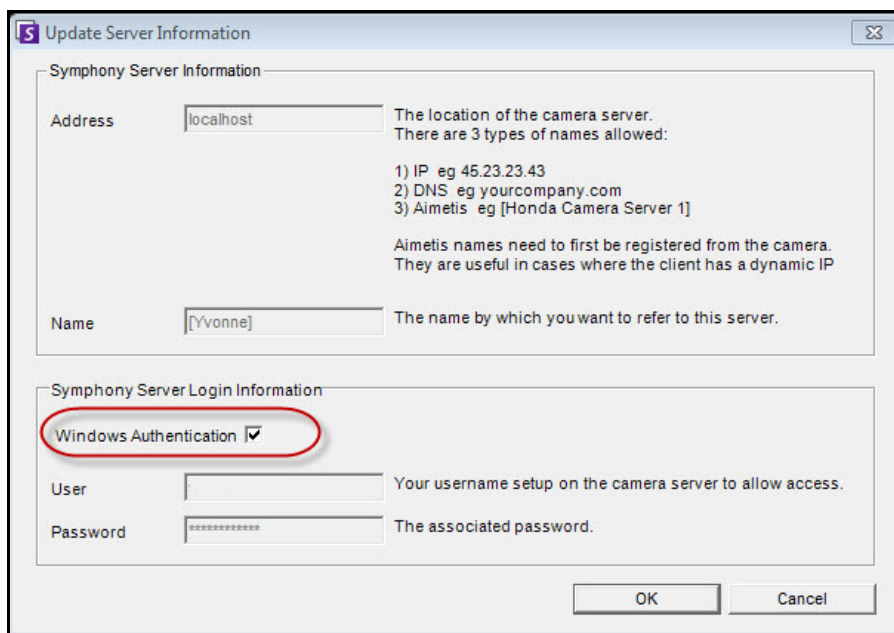 Update Server Information
Symphony Server Information
Address
localhost
The location of the camera server.
There are 3 types of names allowed:
1) IP eg 45.23.23.43
2) DNS eg yourcompany.com
3) Aimetis eg [Honda Camera Server 1]
Aimetis names need to first be registered from the camera.
They are useful in cases where the client has a dynamic IP
Name
[Yvonne]
The name by which you want to refer to this server.
Symphony Server Login Information
Windows Authentication
User
Your username setup on the camera server to allow access.
Password
************
The associated password.
OK
Cancel